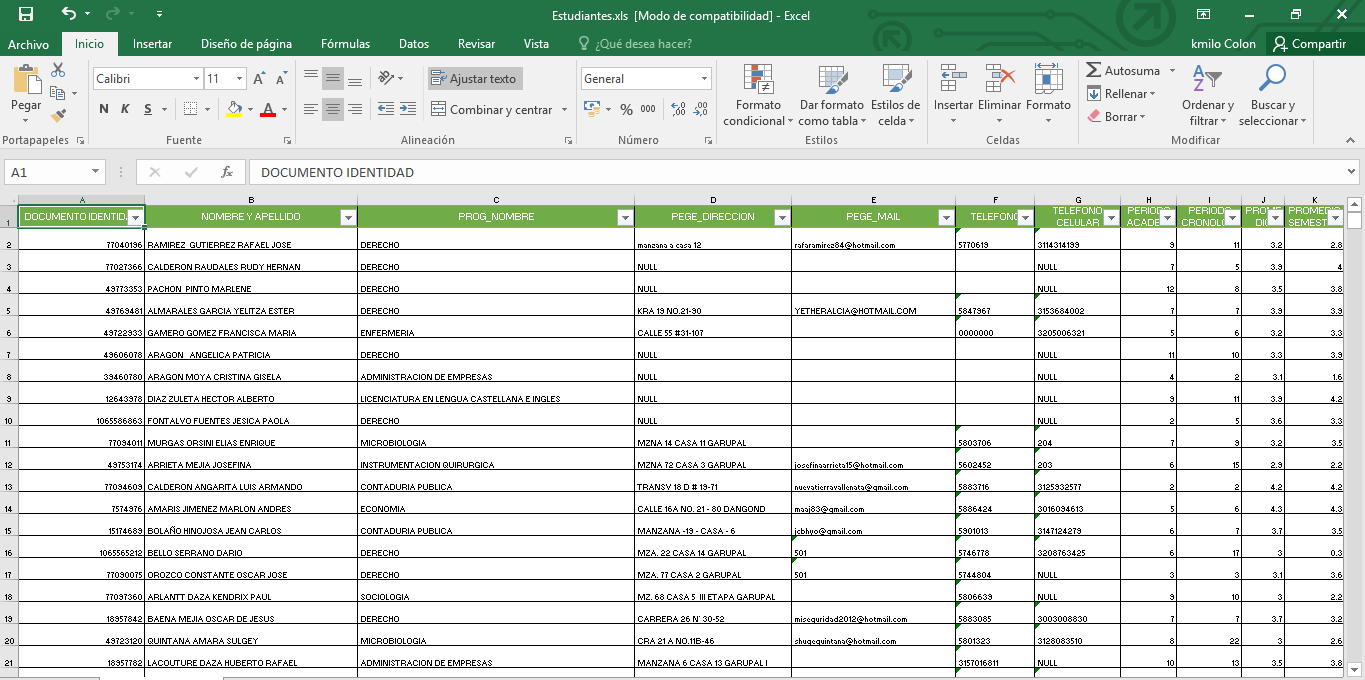 Estudiantes.xls [Modo de compatibilidad] - Excel
Archivo Inicio Insertar Diseño de página Fórmulas Datos Revisar Vista ¿Qué desea hacer? kmilo Colon Compartir
Calibri 11 Ajustar texto General Autosuma
Pegar N K S Combinar y centrar % 000 Formato condicional Dar formato como tabla Estilos de celda Insertar Eliminar Formato Rellenar Borrar Ordenar y filtrar Buscar y seleccionar
Portapapeles Fuente Alineación Número Estilos Celdas Modificar
A1 fx DOCUMENTO IDENTIDAD
A B C D E F G H I J K
1 DOCUMENTO IDENTID NOMBRE Y APELLIDO PROG_NOMBRE PEGE_DIRECCION PEGE_MAIL TELEFONO TELEFONO CELULAR
2 77040196 RAMIREZ GUTIERREZ RAFAEL JOSE DERECHO manzana a casa 12 rafaramirez84@hotmail.com 5770619 3114314199 9 11 3.2 2.8
3 77027366 CALDERON RAUDALES RUDY HERNAN DERECHO NULL NULL 7 5 3.9 4
4 49773353 PACHON PINTO MARLENE DERECHO NULL NULL 12 8 3.5 3.8
5 49769481 ALMARALES GARCIA YELITZA ESTER DERECHO KRA 19 NO.21-90 YETHERALCIA@HOTMAIL.COM 5847967 3153684002 7 7 3.9 3.9
6 49722933 GAMERO GOMEZ FRANCISCA MARIA ENFERMERIA CALLE 55 #31-107 0000000 3205006321 5 6 3.2 3.3
7 49606078 ARAGON ANGELICA PATRICIA DERECHO NULL NULL 11 10 3.3 3.9
8 39460780 ARAGON MOYA CRISTINA GISELA ADMINISTRACION DE EMPRESAS NULL NULL 4 2 3.1 1.6
9 12643978 DIAZ ZULETA HECTOR ALBERTO LICENCIATURA EN LENGUA CASTELLANA E INGLES NULL NULL 9 11 3.9 4.2
10 1065586863 FONTALVO FUENTES JESICA PAOLA DERECHO NULL NULL 2 5 3.6 3.3
11 77094011 MURGAS ORSINI ELIAS ENRIQUE MICROBIOLOGIA MZNA 14 CASA 11 GARUPAL 5803706 204 7 9 3.2 3.5
12 49753174 ARRIETA MEJIA JOSEFINA INSTRUMENTACION QUIRURGICA MZNA 72 CASA 3 GARUPAL josefinaarrieta15@hotmail.com 5602452 203 6 15 2.9 2.2
13 77094609 CALDERON ANGARITA LUIS ARMANDO CONTADURIA PUBLICA TRANSV 18 D # 19-71 nuevatierravallenata@gmail.com 5883716 3125932577 2 2 4.2 4.2
14 7574976 AMARIS JIMENEZ MARLON ANDRES ECONOMIA CALLE 16A NO. 21 - 80 DANGOND maaj83@gmail.com 5886424 3016094613 5 6 4.3 4.3
15 15174689 BOLAÑO HINOJOSA JEAN CARLOS CONTADURIA PUBLICA MANZANA -19 - CASA - 6 jcbhyo@gmail.com 5901013 3147124279 6 7 3.7 3.5
16 1065565212 BELLO SERRANO DARIO DERECHO MZA. 22 CASA 14 GARUPAL 501 5746778 3208763425 6 17 3 0.3
17 77090075 OROZCO CONSTANTE OSCAR JOSE DERECHO MZA. 77 CASA 2 GARUPAL 501 5744804 NULL 3 3 3.1 3.6
18 77097360 ARLANTT DAZA KENDRIX PAUL SOCIOLOGIA MZ. 68 CASA 5 III ETAPA GARUPAL 5806639 NULL 9 10 3 2.2
19 18957842 BAENA MEJIA OSCAR DE JESUS DERECHO CARRERA 26 N° 30-52 miseguridad2012@hotmail.com 5883085 3003008830 7 7 3.7 3.2
20 49723120 QUINTANA AMARA SULGEY MICROBIOLOGIA CRA 21 A NO.11B-46 shugequintana@hotmail.com 5801323 3128083510 8 22 3 2.6
21 18957782 LACOUTURE DAZA HUBERTO RAFAEL ADMINISTRACION DE EMPRESAS MANZANA 6 CASA 13 GARUPAL I 3157016811 NULL 10 13 3.5 3.8